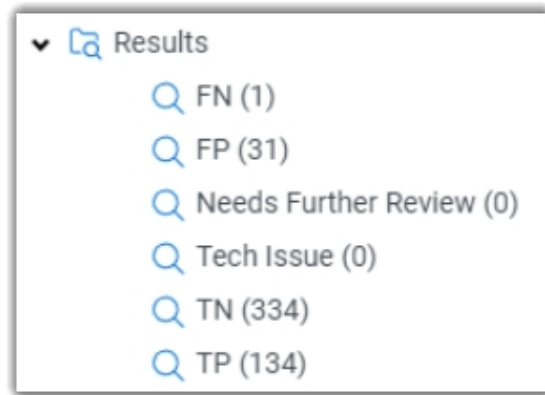 Results
FN (1)
FP (31)
Needs Further Review (0)
Tech Issue (0)
TN (334)
TP (134)